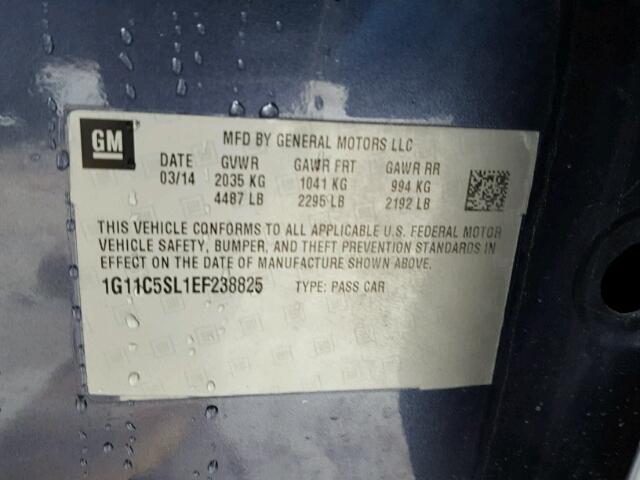 GM
MFD BY GENERAL MOTORS LLC
DATE GVWR GAWR FRT GAWR RR
03/14 2035 KG 1041 KG 994 KG
4487 LB 2295 LB 2192 LB
THIS VEHICLE CONFORMS TO ALL APPLICABLE U.S. FEDERAL MOTOR
VEHICLE SAFETY, BUMPER, AND THEFT PREVENTION STANDARDS IN
EFFECT ON THE DATE OF MANUFACTURE SHOWN ABOVE.
1G11C5SL1EF238825 TYPE: PASS CAR